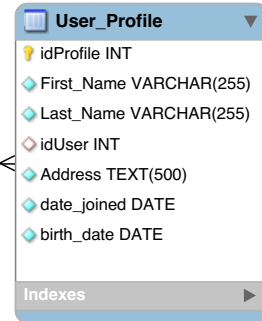 User_Profile
idProfile INT
First_Name VARCHAR(255)
Last_Name VARCHAR(255)
idUser INT
Address TEXT(500)
date_joined DATE
birth_date DATE
Indexes